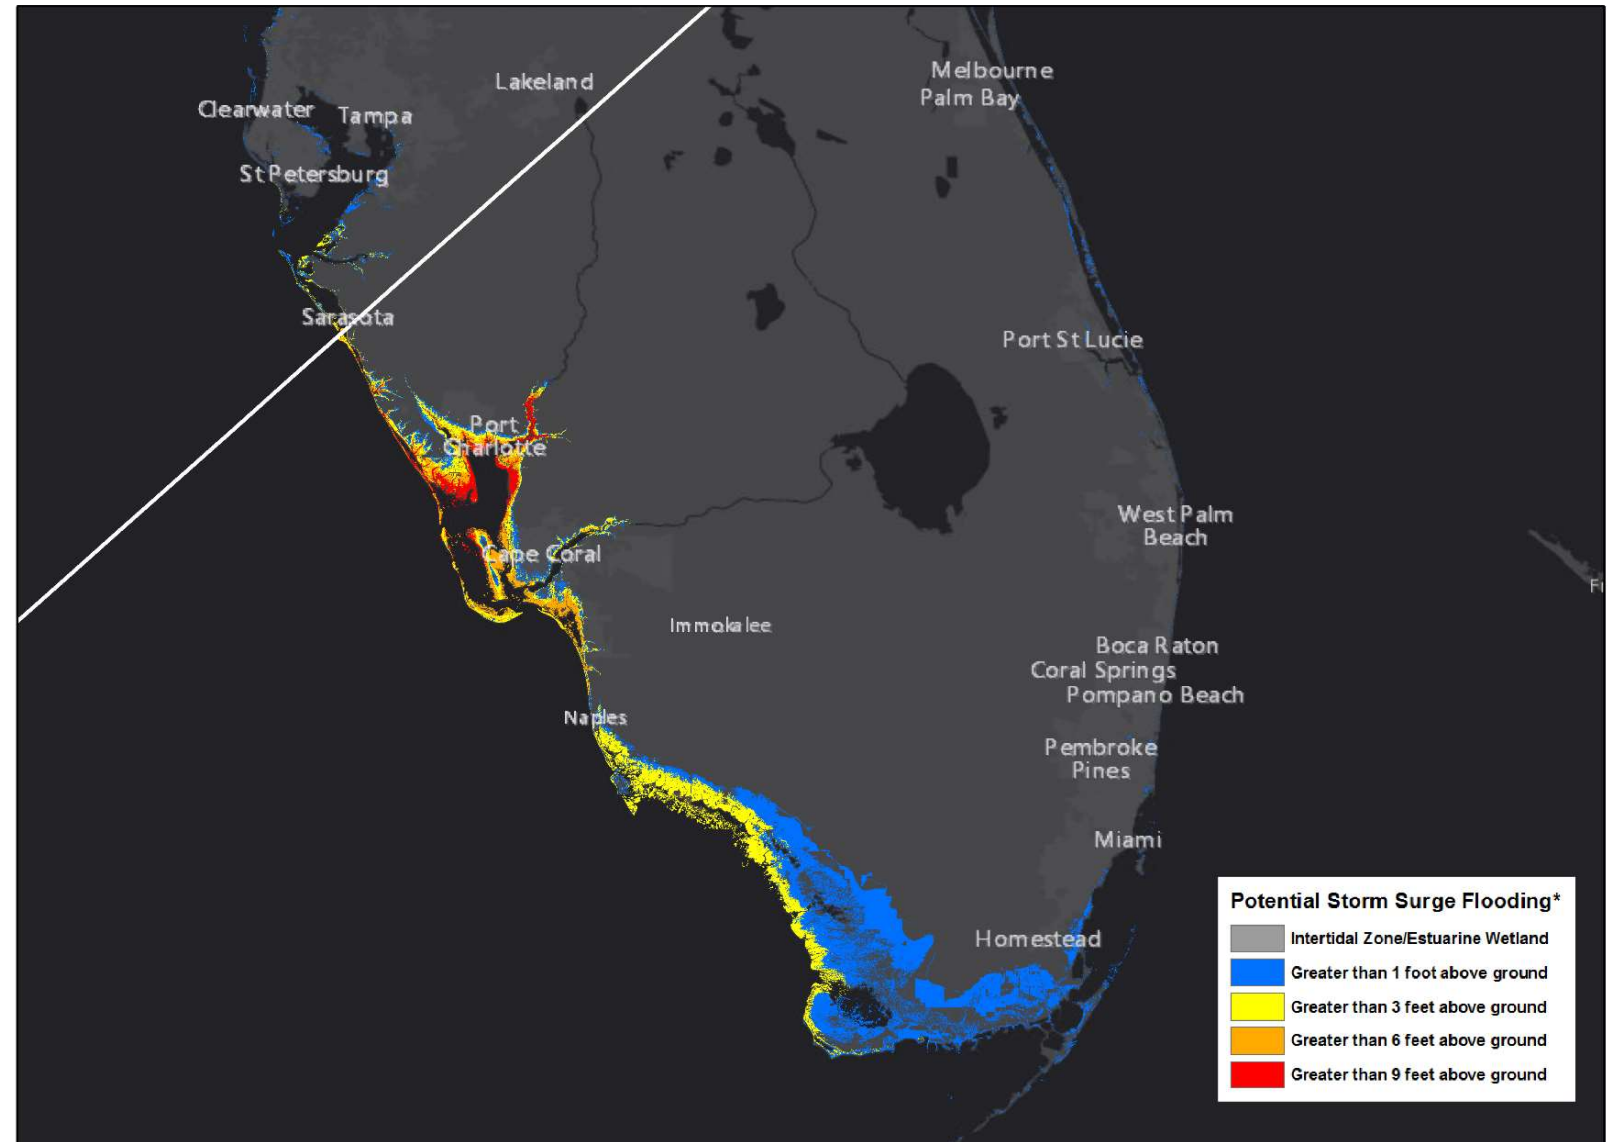 Melbourne
Lakeland
Palm Bay
Clearwater
Tampa
St Petersburg
Sarasota
Port St Lucie
Port
Charlotte
West Palm
Beach
Cape Coral
Immokalee
Boca Raton
Coral Springs
Pompano Beach
Naples
Pembroke
Pines
Miami
Homestead
Potential Storm Surge Flooding*
Intertidal Zone/Estuarine Wetland
Greater than 1 foot above ground
Greater than 3 feet above ground
Greater than 6 feet above ground
Greater than 9 feet above ground